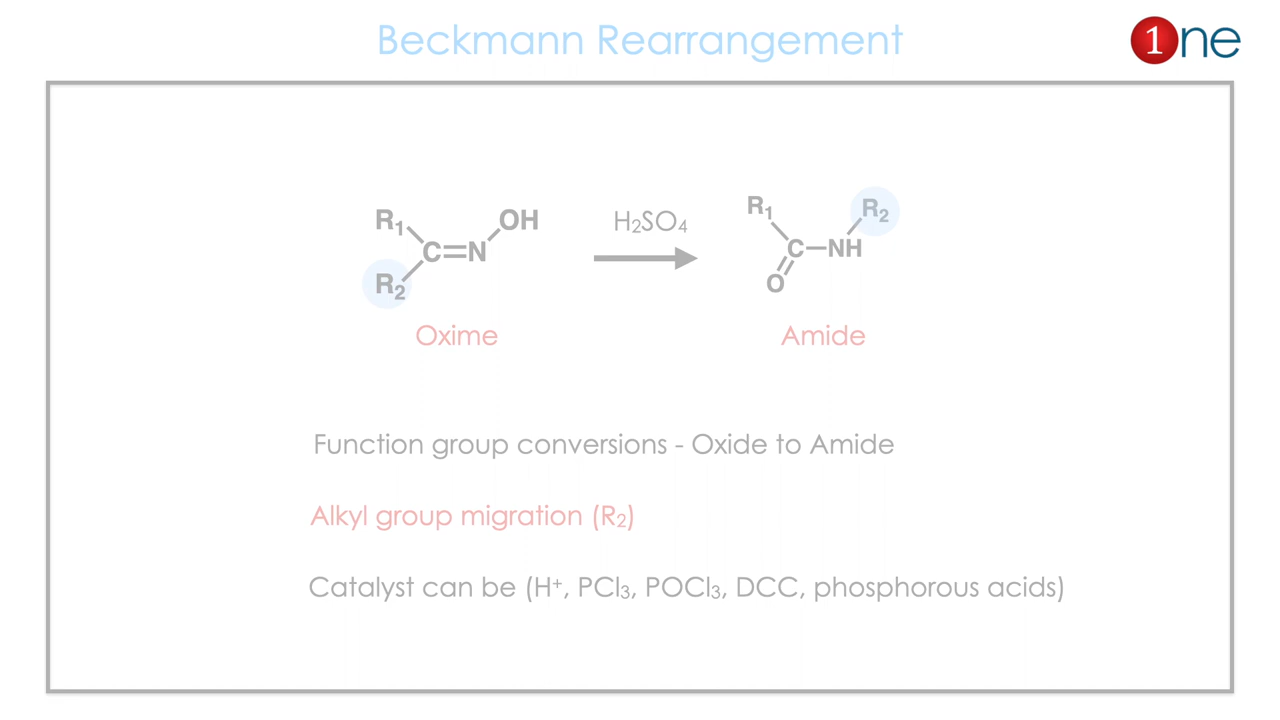 Beckmann Rearrangement
1ne
R₁ OH
C=N
R₂
H₂SO₄
R₁ R₂
C–NH
O
Oxime
Amide
Function group conversions - Oxide to Amide
Alkyl group migration (R₂)
Catalyst can be (H⁺, PCl₃, POCl₃, DCC, phosphorous acids)